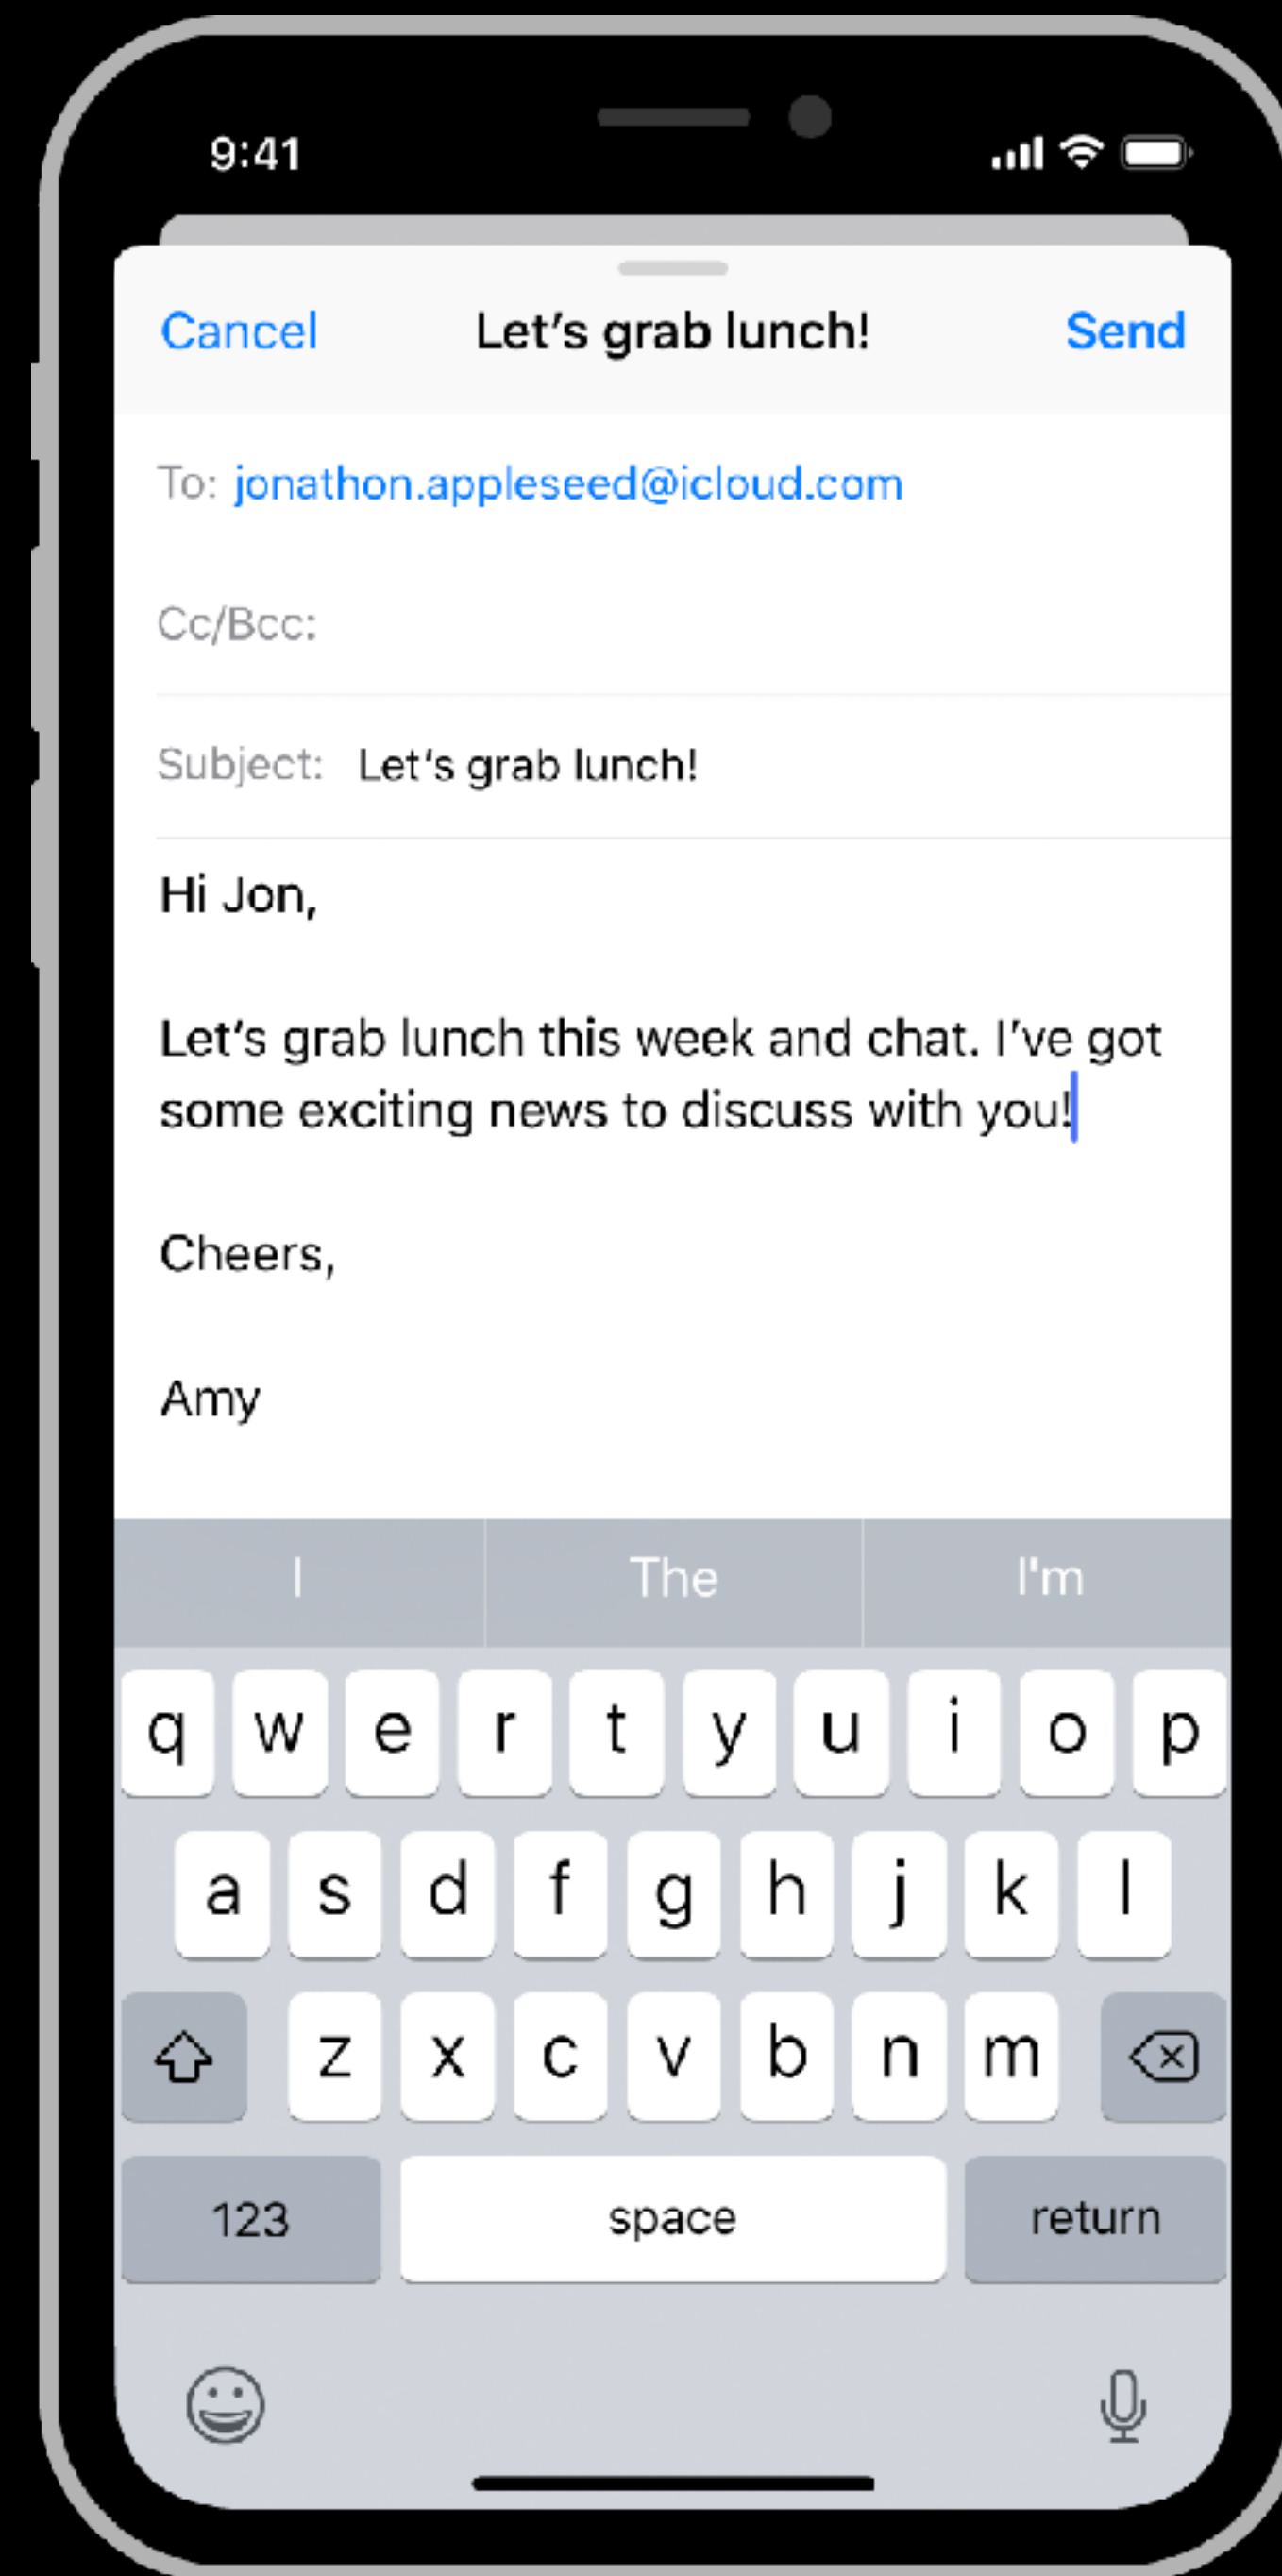 9:41
Cancel Let’s grab lunch! Send
To: jonathon.appleseed@icloud.com
Cc/Bcc:
Subject: Let’s grab lunch!
Hi Jon,
Let’s grab lunch this week and chat. I’ve got
some exciting news to discuss with you!
Cheers,
Amy
I The I'm
q w e r t y u i o p
a s d f g h j k l
z x c v b n m
123 space return